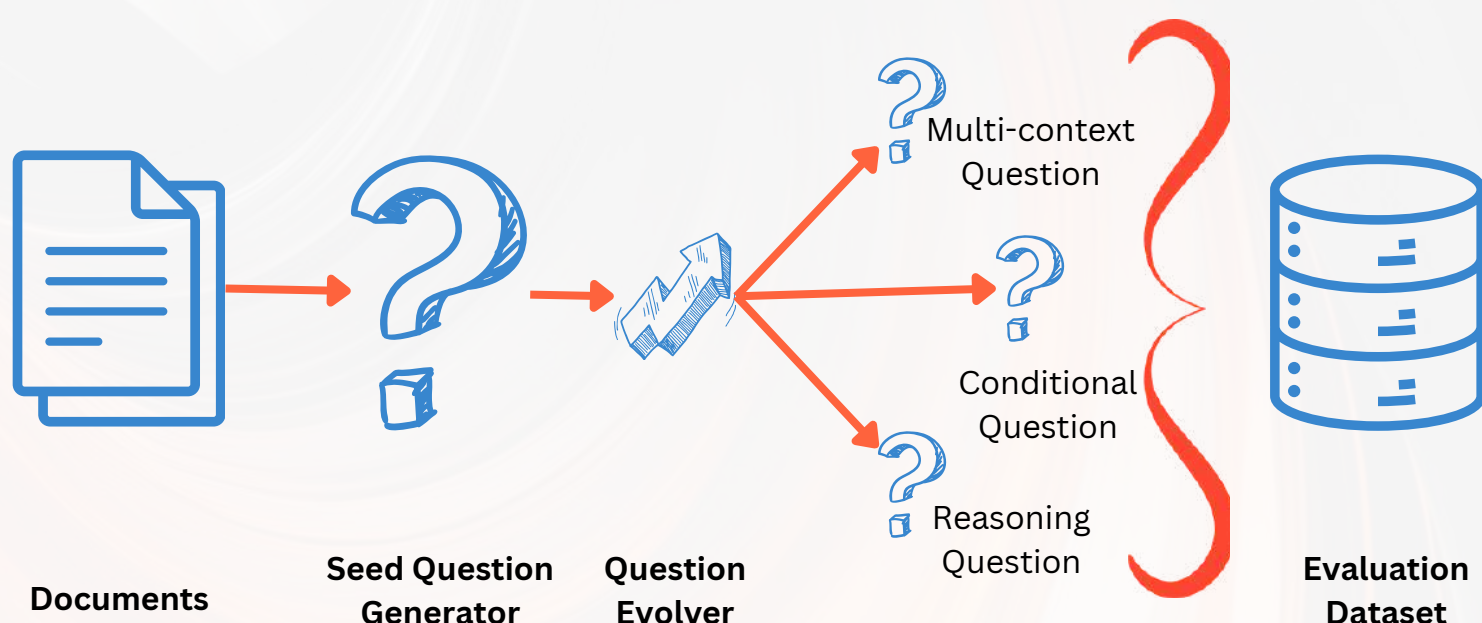 Multi-context
Question
Conditional
Question
Reasoning
Question
Documents
Seed Question
Generator
Question
Evolver
Evaluation
Dataset